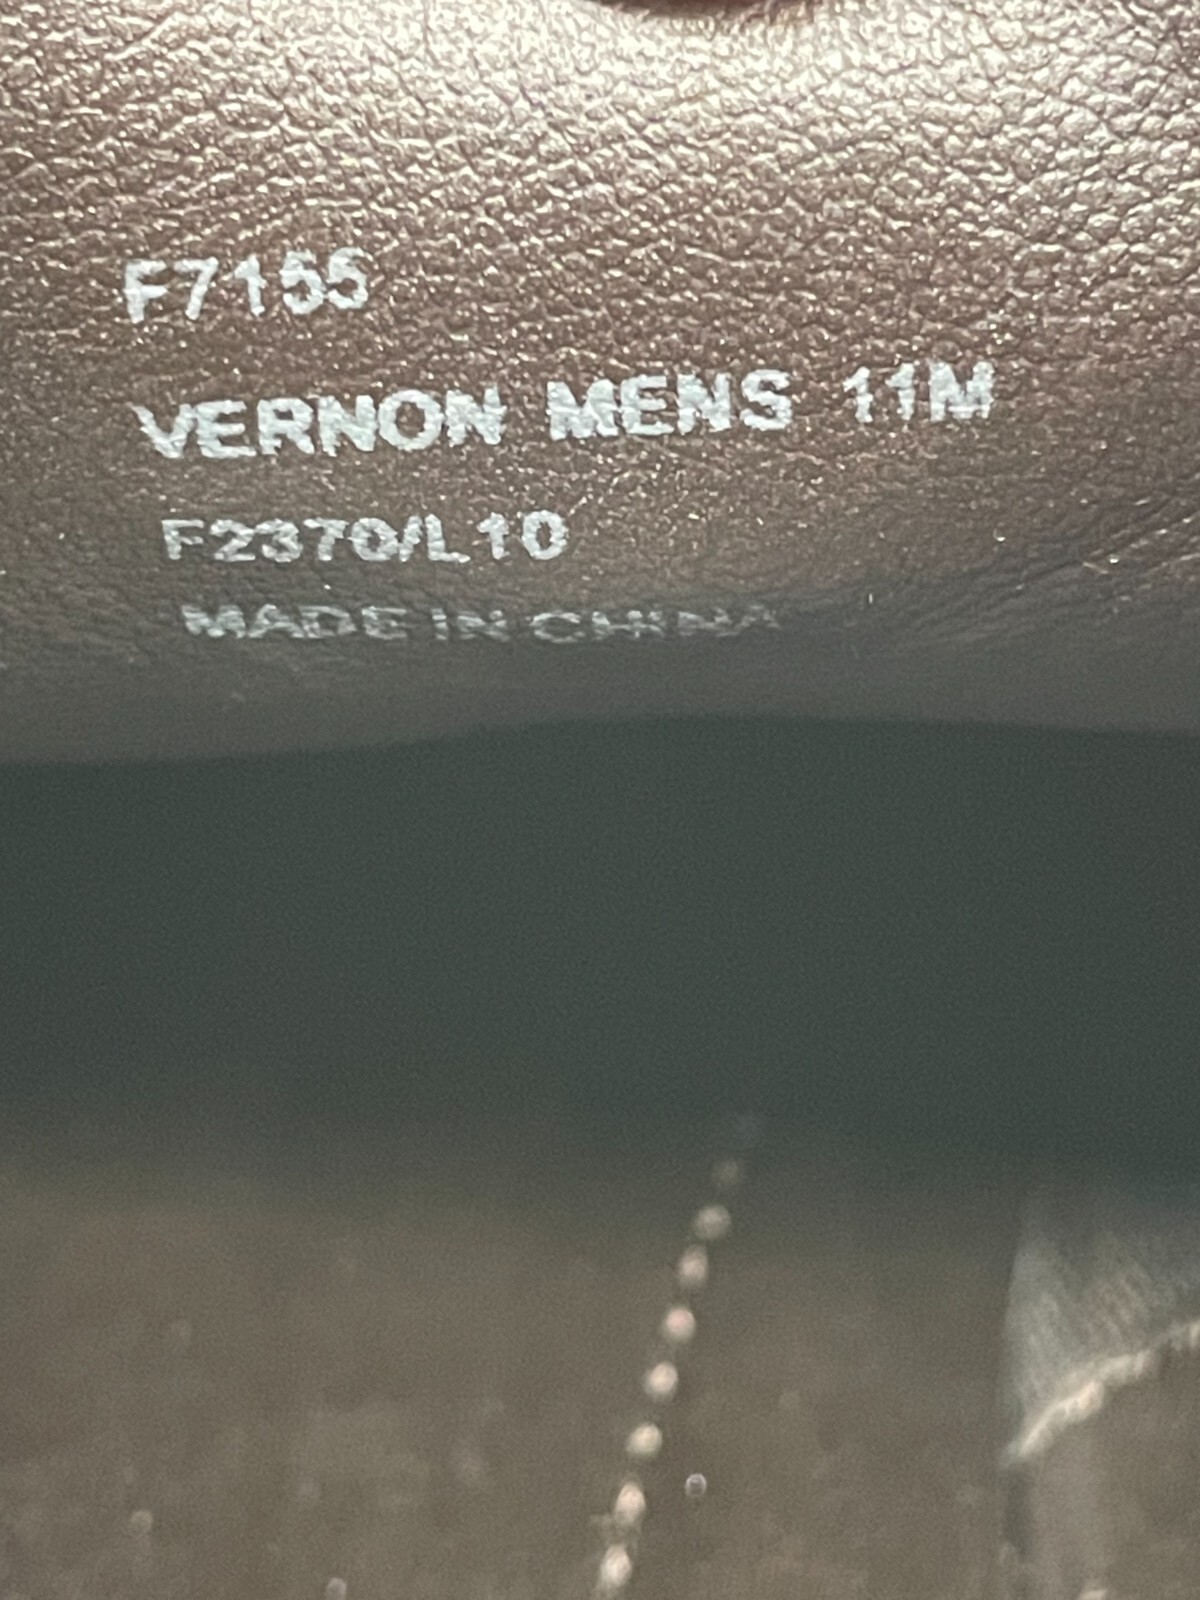 F7155
VERNON MENS 11M
F2370/L10
MADE IN CHINA